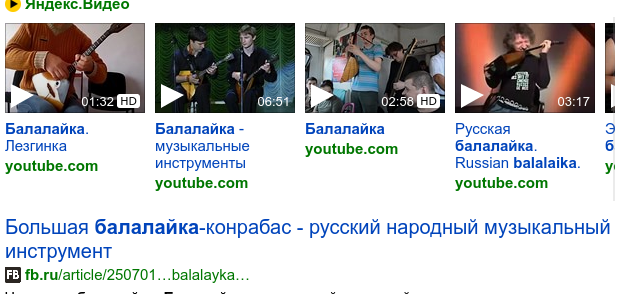 Яндекс.Видео
01:32 HD
06:51
02:58 HD
03:17
Балалайка.
Лезгинка
youtube.com
Балалайка -
музыкальные
инструменты
youtube.com
Балалайка
youtube.com
Русская
балалайка.
Russian balalaika.
youtube.com
Большая балалайка-конрабас - русский народный музыкальный
инструмент
FB fb.ru/article/250701…balalayka…